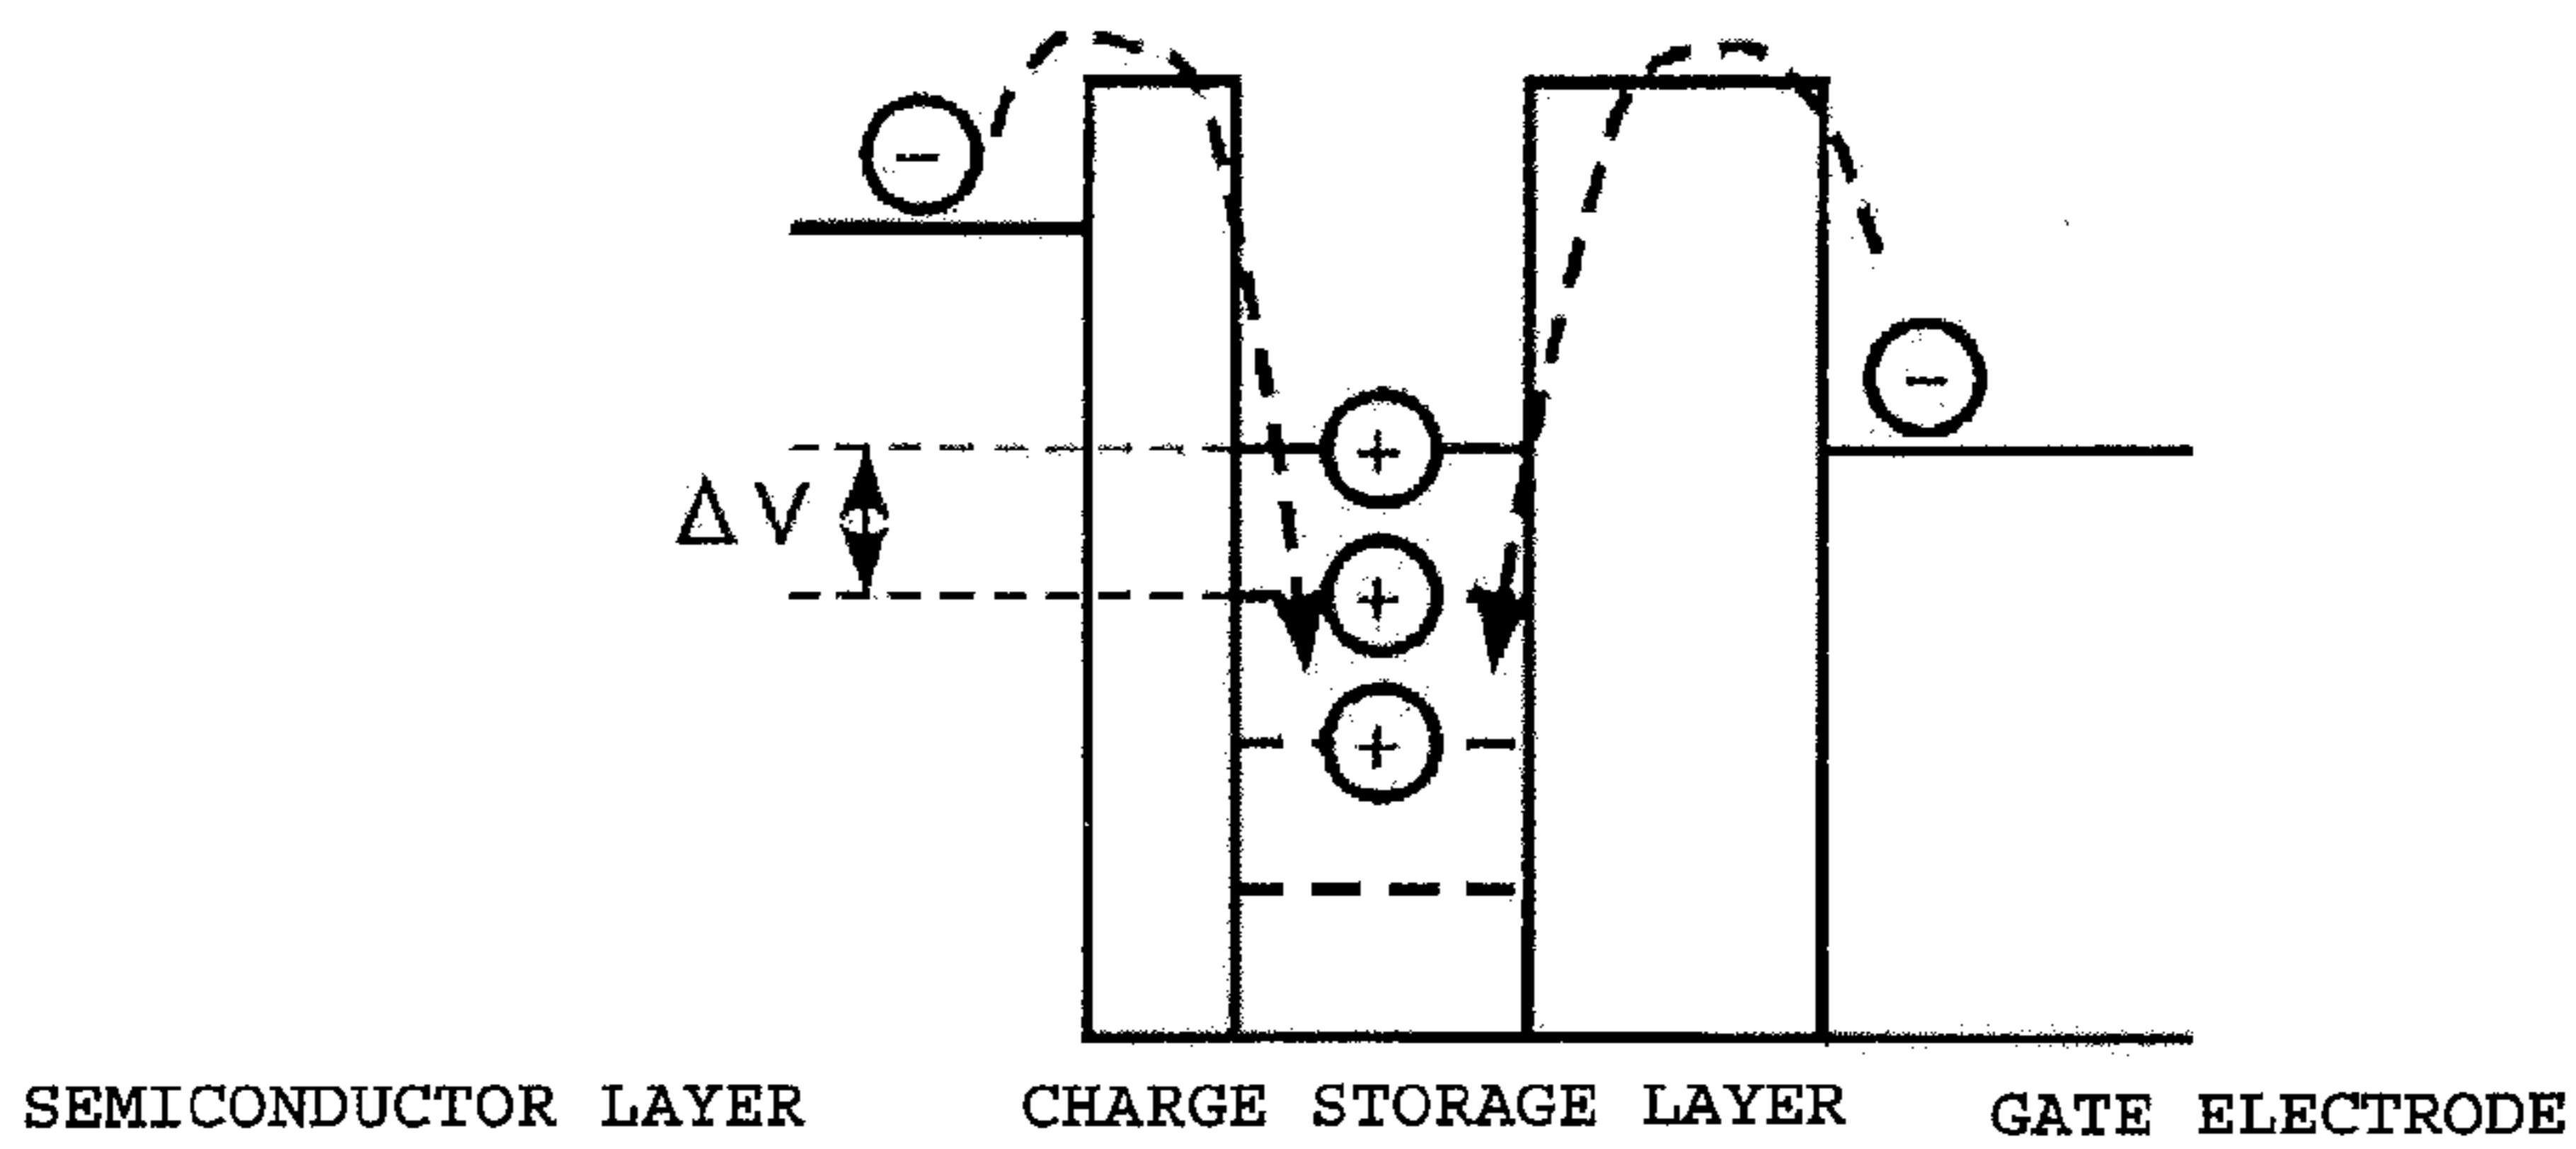 −
−
+
ΔV
+
+
SEMICONDUCTOR LAYER CHARGE STORAGE LAYER GATE ELECTRODE